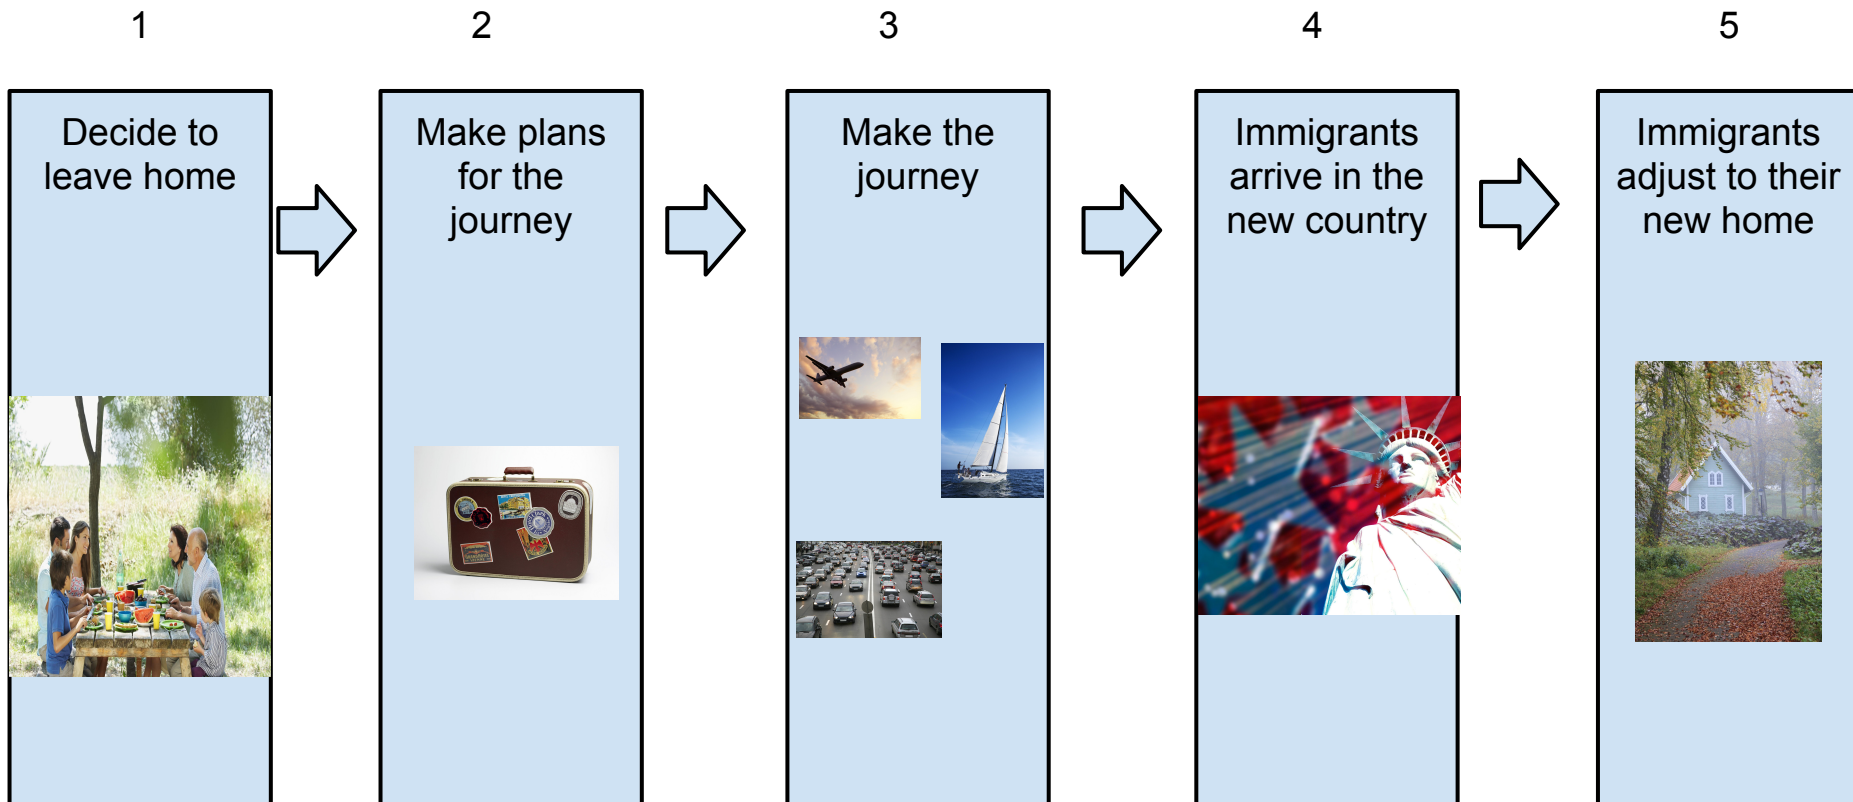 1
2
3
4
5
Decide to
leave home
Make plans
for the
journey
Make the
journey
Immigrants
arrive in the
new country
Immigrants
adjust to their
new home